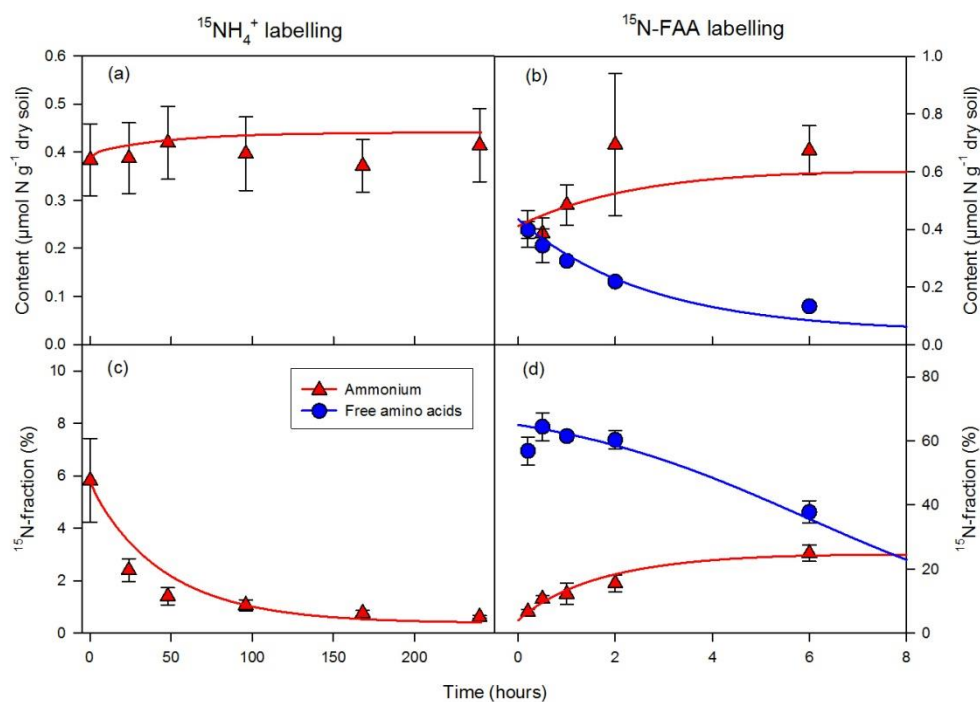 ¹⁵NH₄⁺ labelling
¹⁵N-FAA labelling
(a)
(b)
Content (μmol N g⁻¹ dry soil)
0.6
0.5
0.4
0.3
0.2
0.1
0.0
1.0
0.8
0.6
0.4
0.2
0.0
Content (μmol N g⁻¹ dry soil)
(c)
(d)
Ammonium
Free amino acids
¹⁵N-fraction (%)
10
8
6
4
2
0
80
60
40
20
0
¹⁵N-fraction (%)
0 50 100 150 200
0 2 4 6 8
Time (hours)